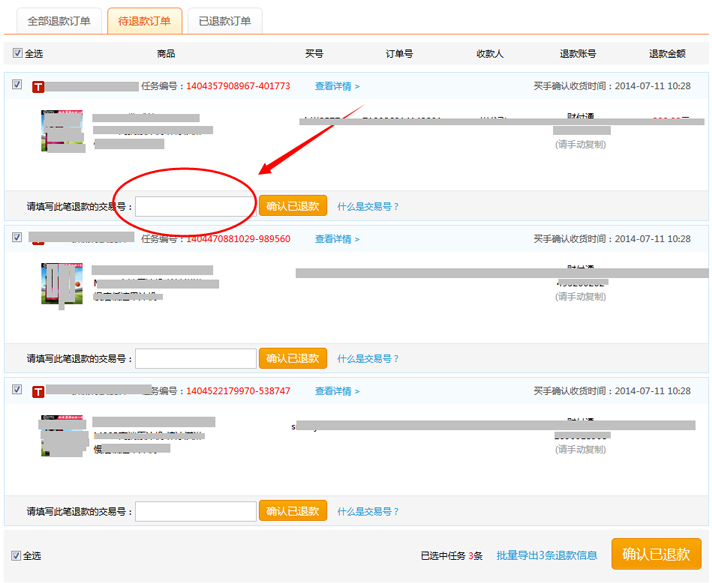 全部退款订单 待退款订单 已退款订单
全选 商品 买号 订单号 收款人 退款账号 退款金额
T 任务编号：1404357908967-401773 查看详情 > 买手确认收货时间：2014-07-11 10:28
财付通
(请手动复制)
请填写此笔退款的交易号： 确认已退款 什么是交易号？
任务编号：1404470881029-989560 查看详情 > 买手确认收货时间：2014-07-11 10:28
(请手动复制)
请填写此笔退款的交易号： 确认已退款 什么是交易号？
T 任务编号：1404522179970-538747 查看详情 > 买手确认收货时间：2014-07-11 10:28
(请手动复制)
请填写此笔退款的交易号： 确认已退款 什么是交易号？
全选 已选中任务 3条 批量导出3条退款信息 确认已退款